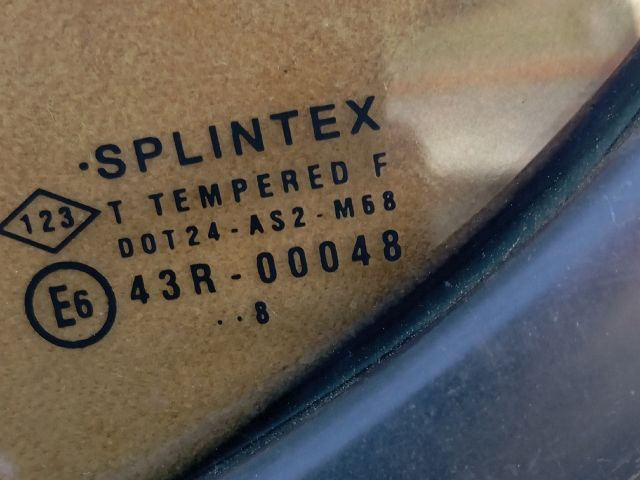 ·SPLINTEX
123 T TEMPERED F
DOT24-AS2-M68
E6 43R-00048
··8